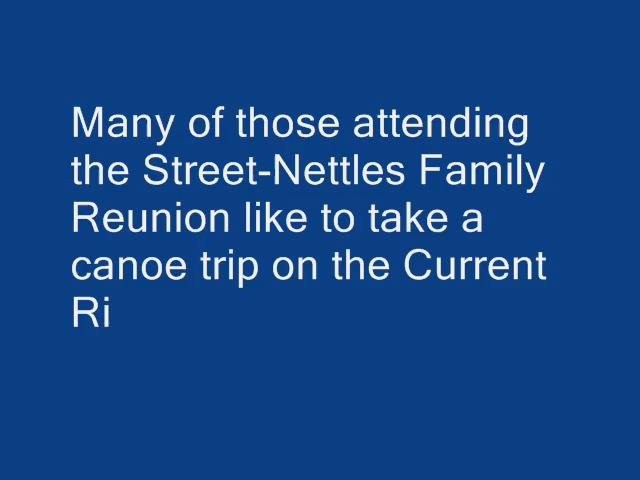 Many of those attending
the Street-Nettles Family
Reunion like to take a
canoe trip on the Current
Ri